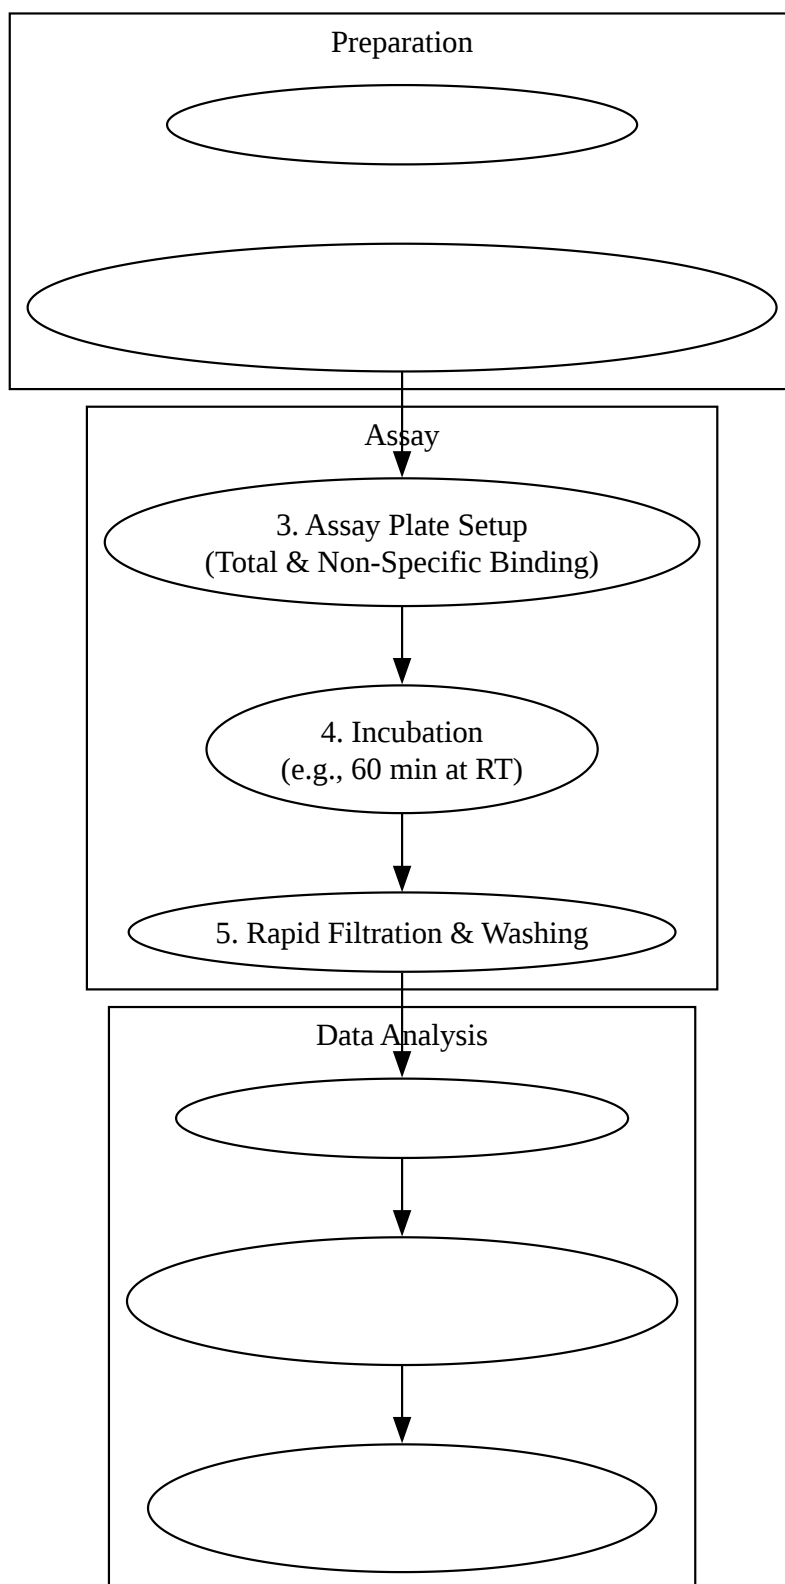 Preparation
Assay
3. Assay Plate Setup
(Total & Non-Specific Binding)
4. Incubation
(e.g., 60 min at RT)
5. Rapid Filtration & Washing
Data Analysis